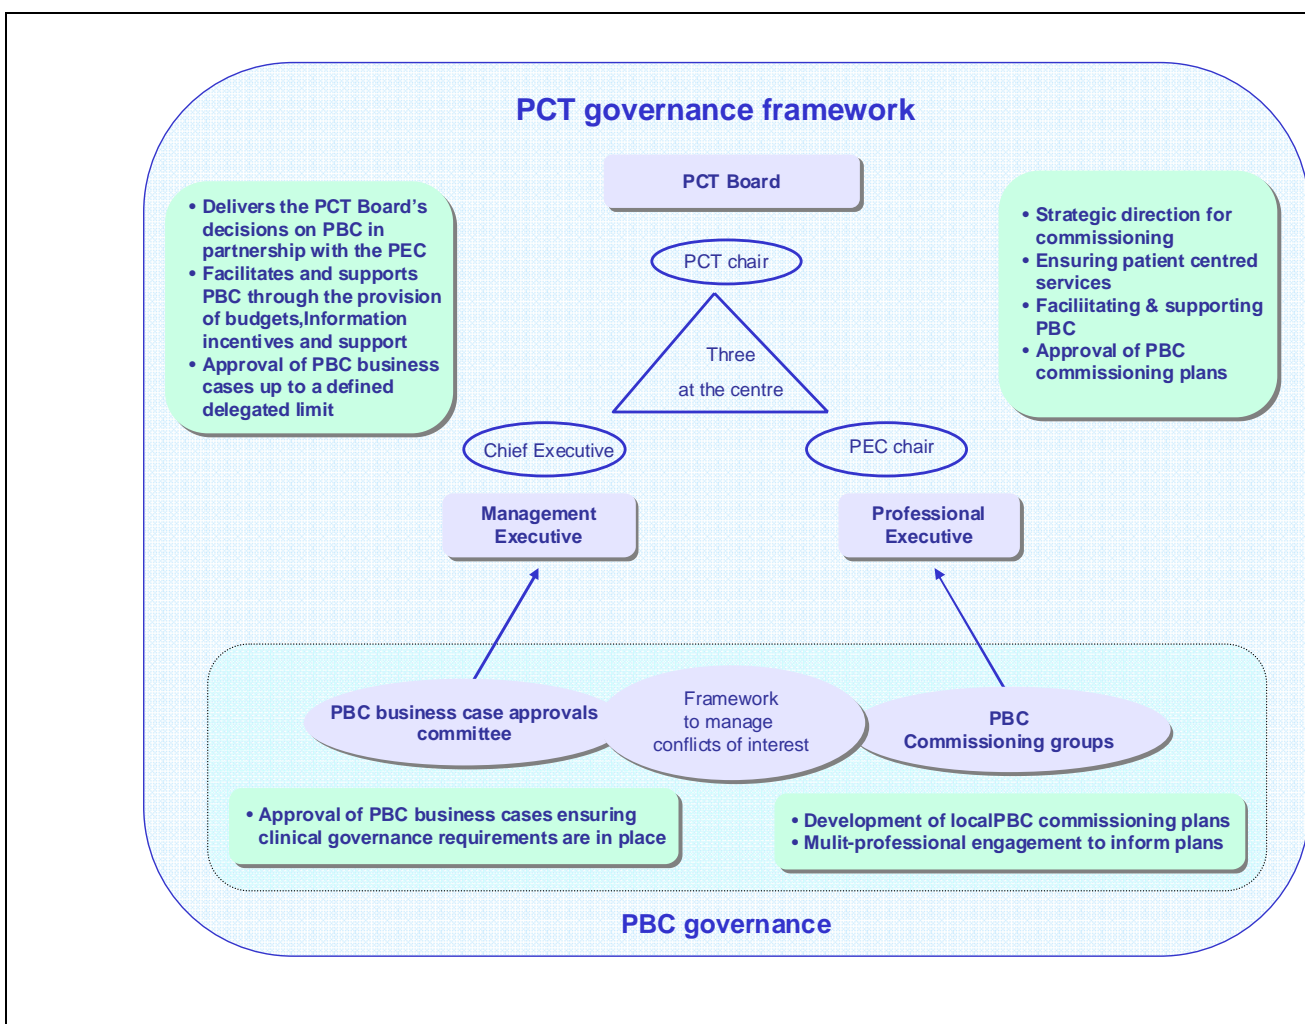 PCT governance framework
PCT Board
• Delivers the PCT Board's
decisions on PBC in
partnership with the PEC
• Facilitates and supports
PBC through the provision
of budgets,Information
incentives and support
• Approval of PBC business
cases up to a defined
delegated limit
• Strategic direction for
commissioning
• Ensuring patient centred
services
• Faciliitating & supporting
PBC
• Approval of PBC
commissioning plans
PCT chair
Three
at the centre
Chief Executive
PEC chair
Management
Executive
Professional
Executive
PBC business case approvals
committee
Framework
to manage
conflicts of interest
PBC
Commissioning groups
• Approval of PBC business cases ensuring
clinical governance requirements are in place
• Development of localPBC commissioning plans
• Mulit-professional engagement to inform plans
PBC governance